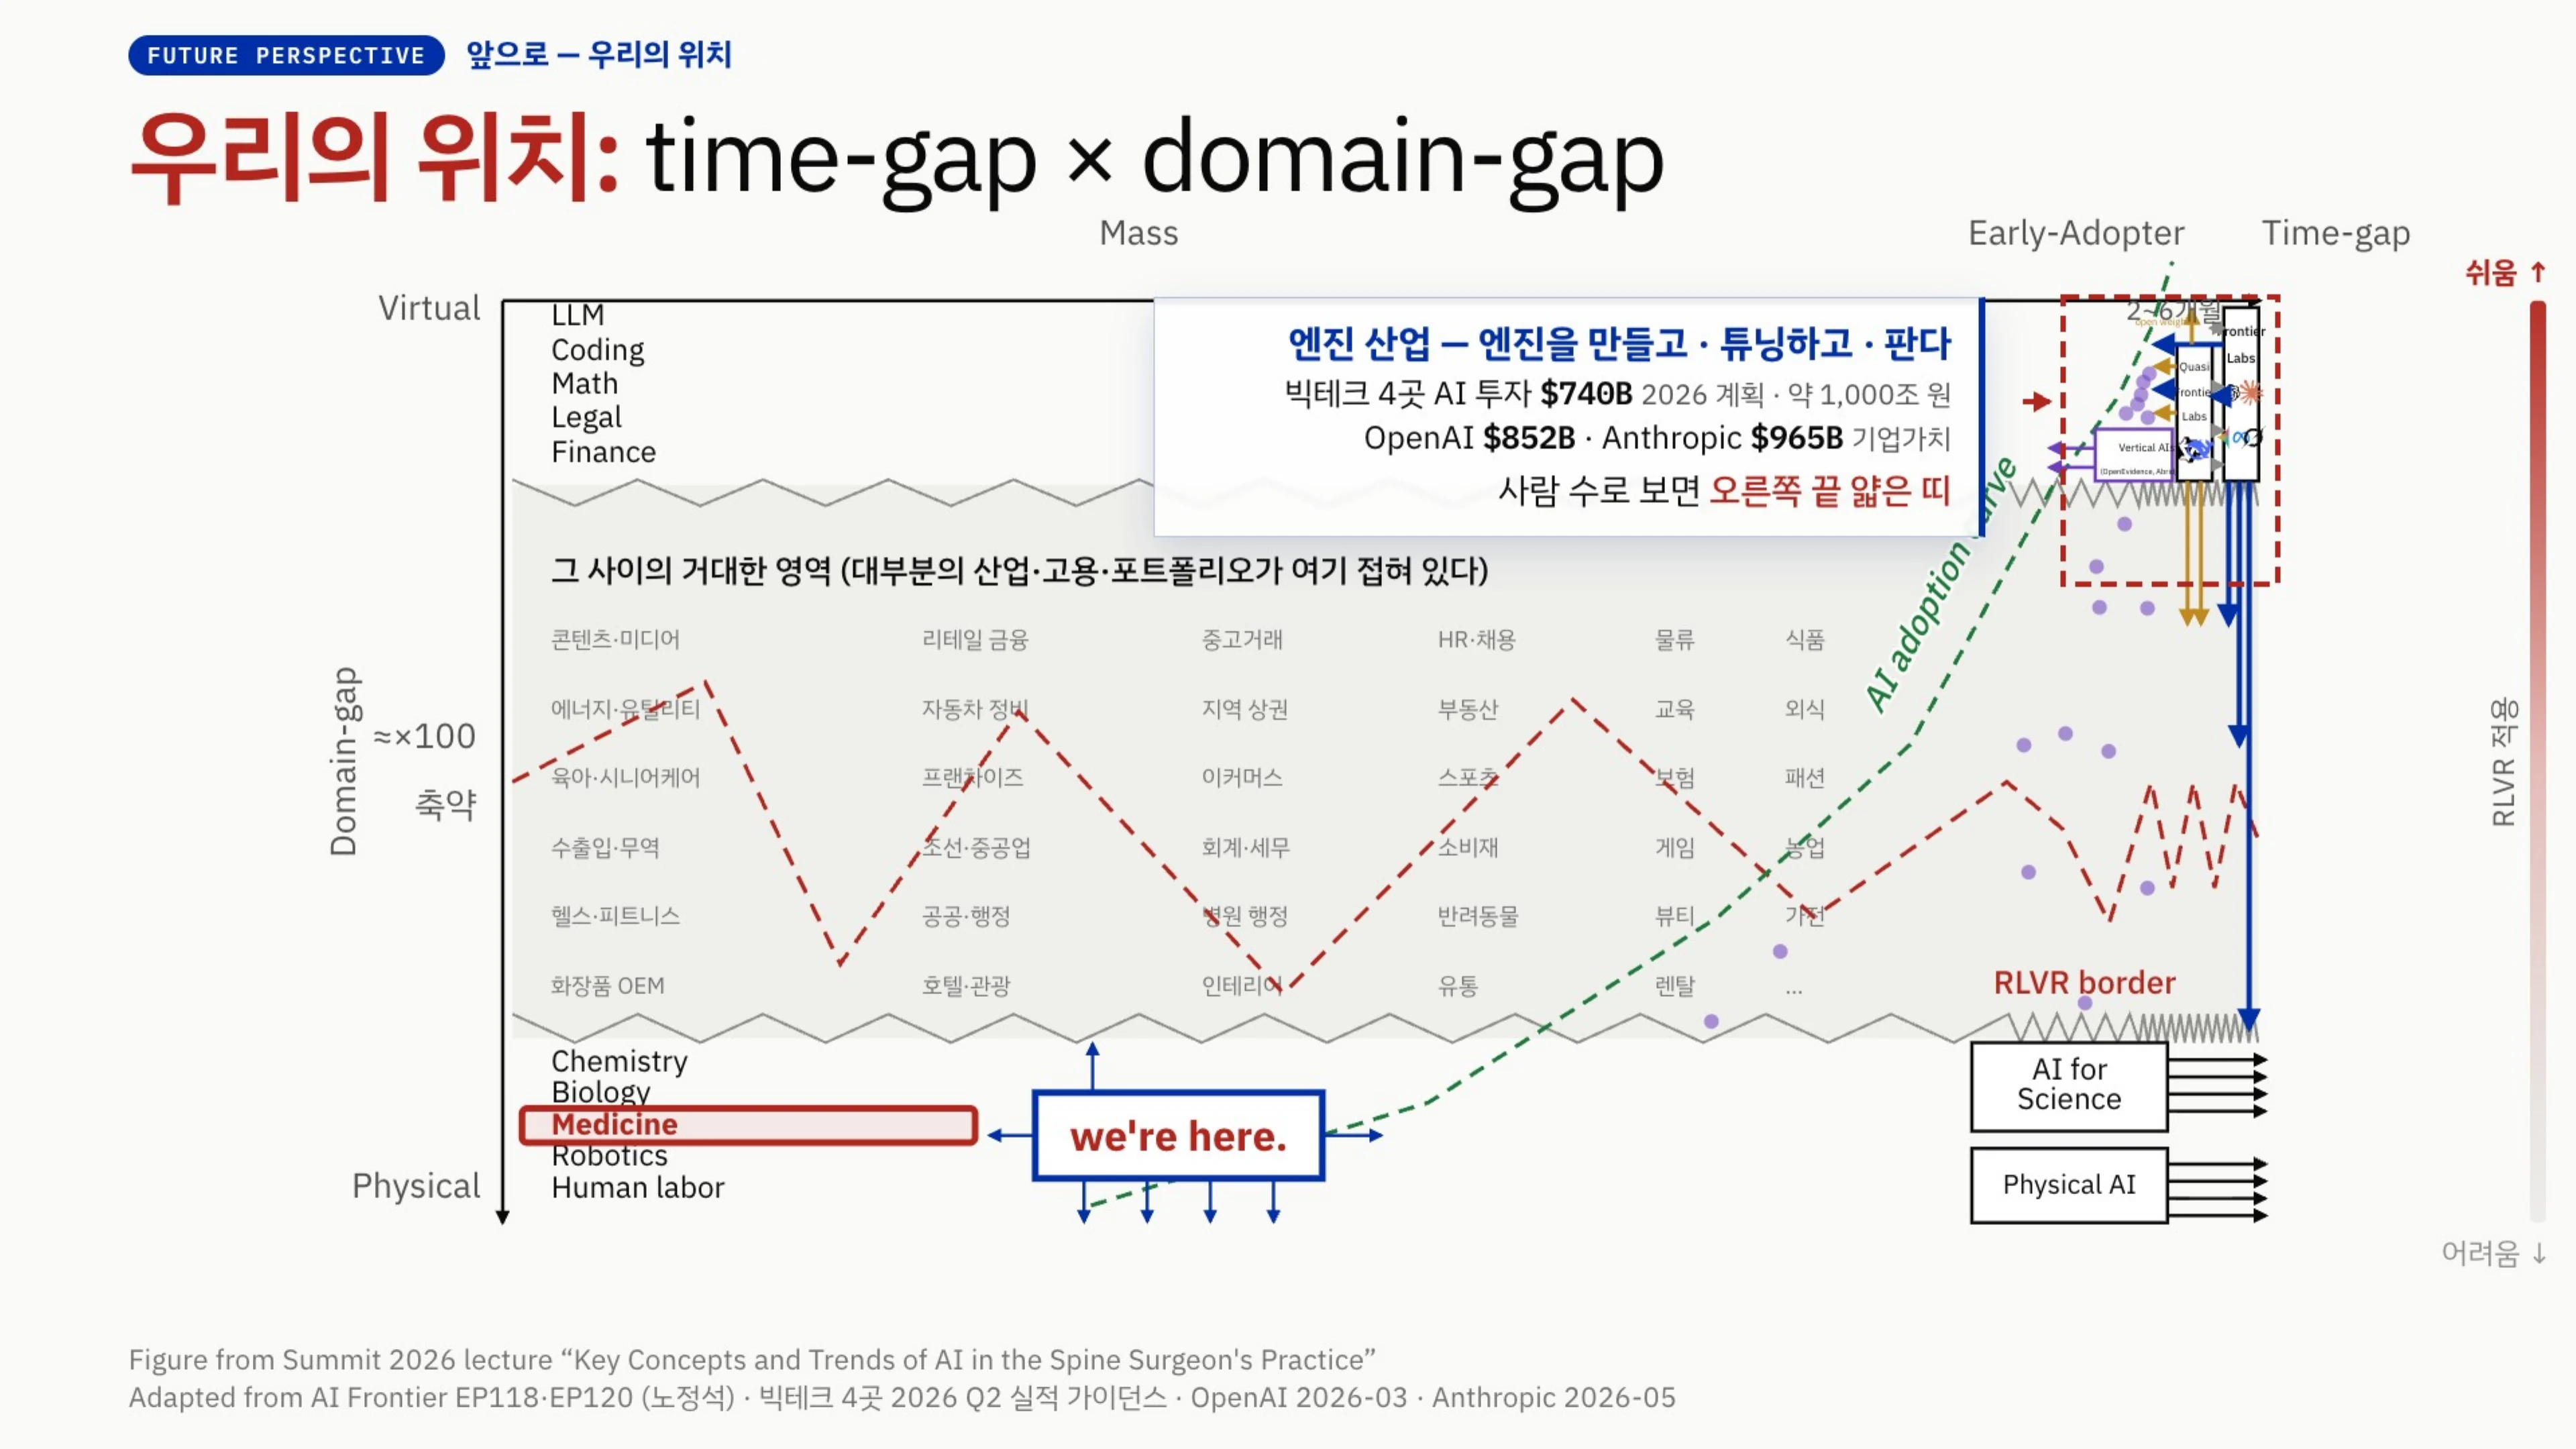 FUTURE PERSPECTIVE 앞으로 — 우리의 위치
우리의 위치: time-gap × domain-gap
Mass
Early-Adopter
Time-gap
쉬움 ↑
Virtual
LLM
Coding
Math
Legal
Finance
엔진 산업 — 엔진을 만들고 · 튜닝하고 · 판다
빅테크 4곳 AI 투자 $740B 2026 계획 · 약 1,000조 원
OpenAI $852B · Anthropic $965B 기업가치
사람 수로 보면 오른쪽 끝 얇은 띠
2~6개월
open weigh
rontier
Labs
Quasi
Frontie
Labs
Vertical AIs
(OpenEvidence, Abri
AI adoption
그 사이의 거대한 영역 (대부분의 산업·고용·포트폴리오가 여기 접혀 있다)
콘텐츠·미디어 리테일 금융 중고거래 HR·채용 물류 식품
에너지·유틸리티 자동차 정비 지역 상권 부동산 교육 외식
육아·시니어케어 프랜차이즈 이커머스 스포츠 보험 패션
수출입·무역 조선·중공업 회계·세무 소비재 게임 농업
헬스·피트니스 공공·행정 병원 행정 반려동물 뷰티 가전
화장품 OEM 호텔·관광 인테리어 유통 렌탈 ...
Domain-gap
≈×100
축약
RLVR 적용
RLVR border
Chemistry
Biology
Medicine
Robotics
Human labor
Physical
we're here.
AI for
Science
Physical AI
어려움 ↓
Figure from Summit 2026 lecture “Key Concepts and Trends of AI in the Spine Surgeon's Practice”
Adapted from AI Frontier EP118·EP120 (노정석) · 빅테크 4곳 2026 Q2 실적 가이던스 · OpenAI 2026-03 · Anthropic 2026-05